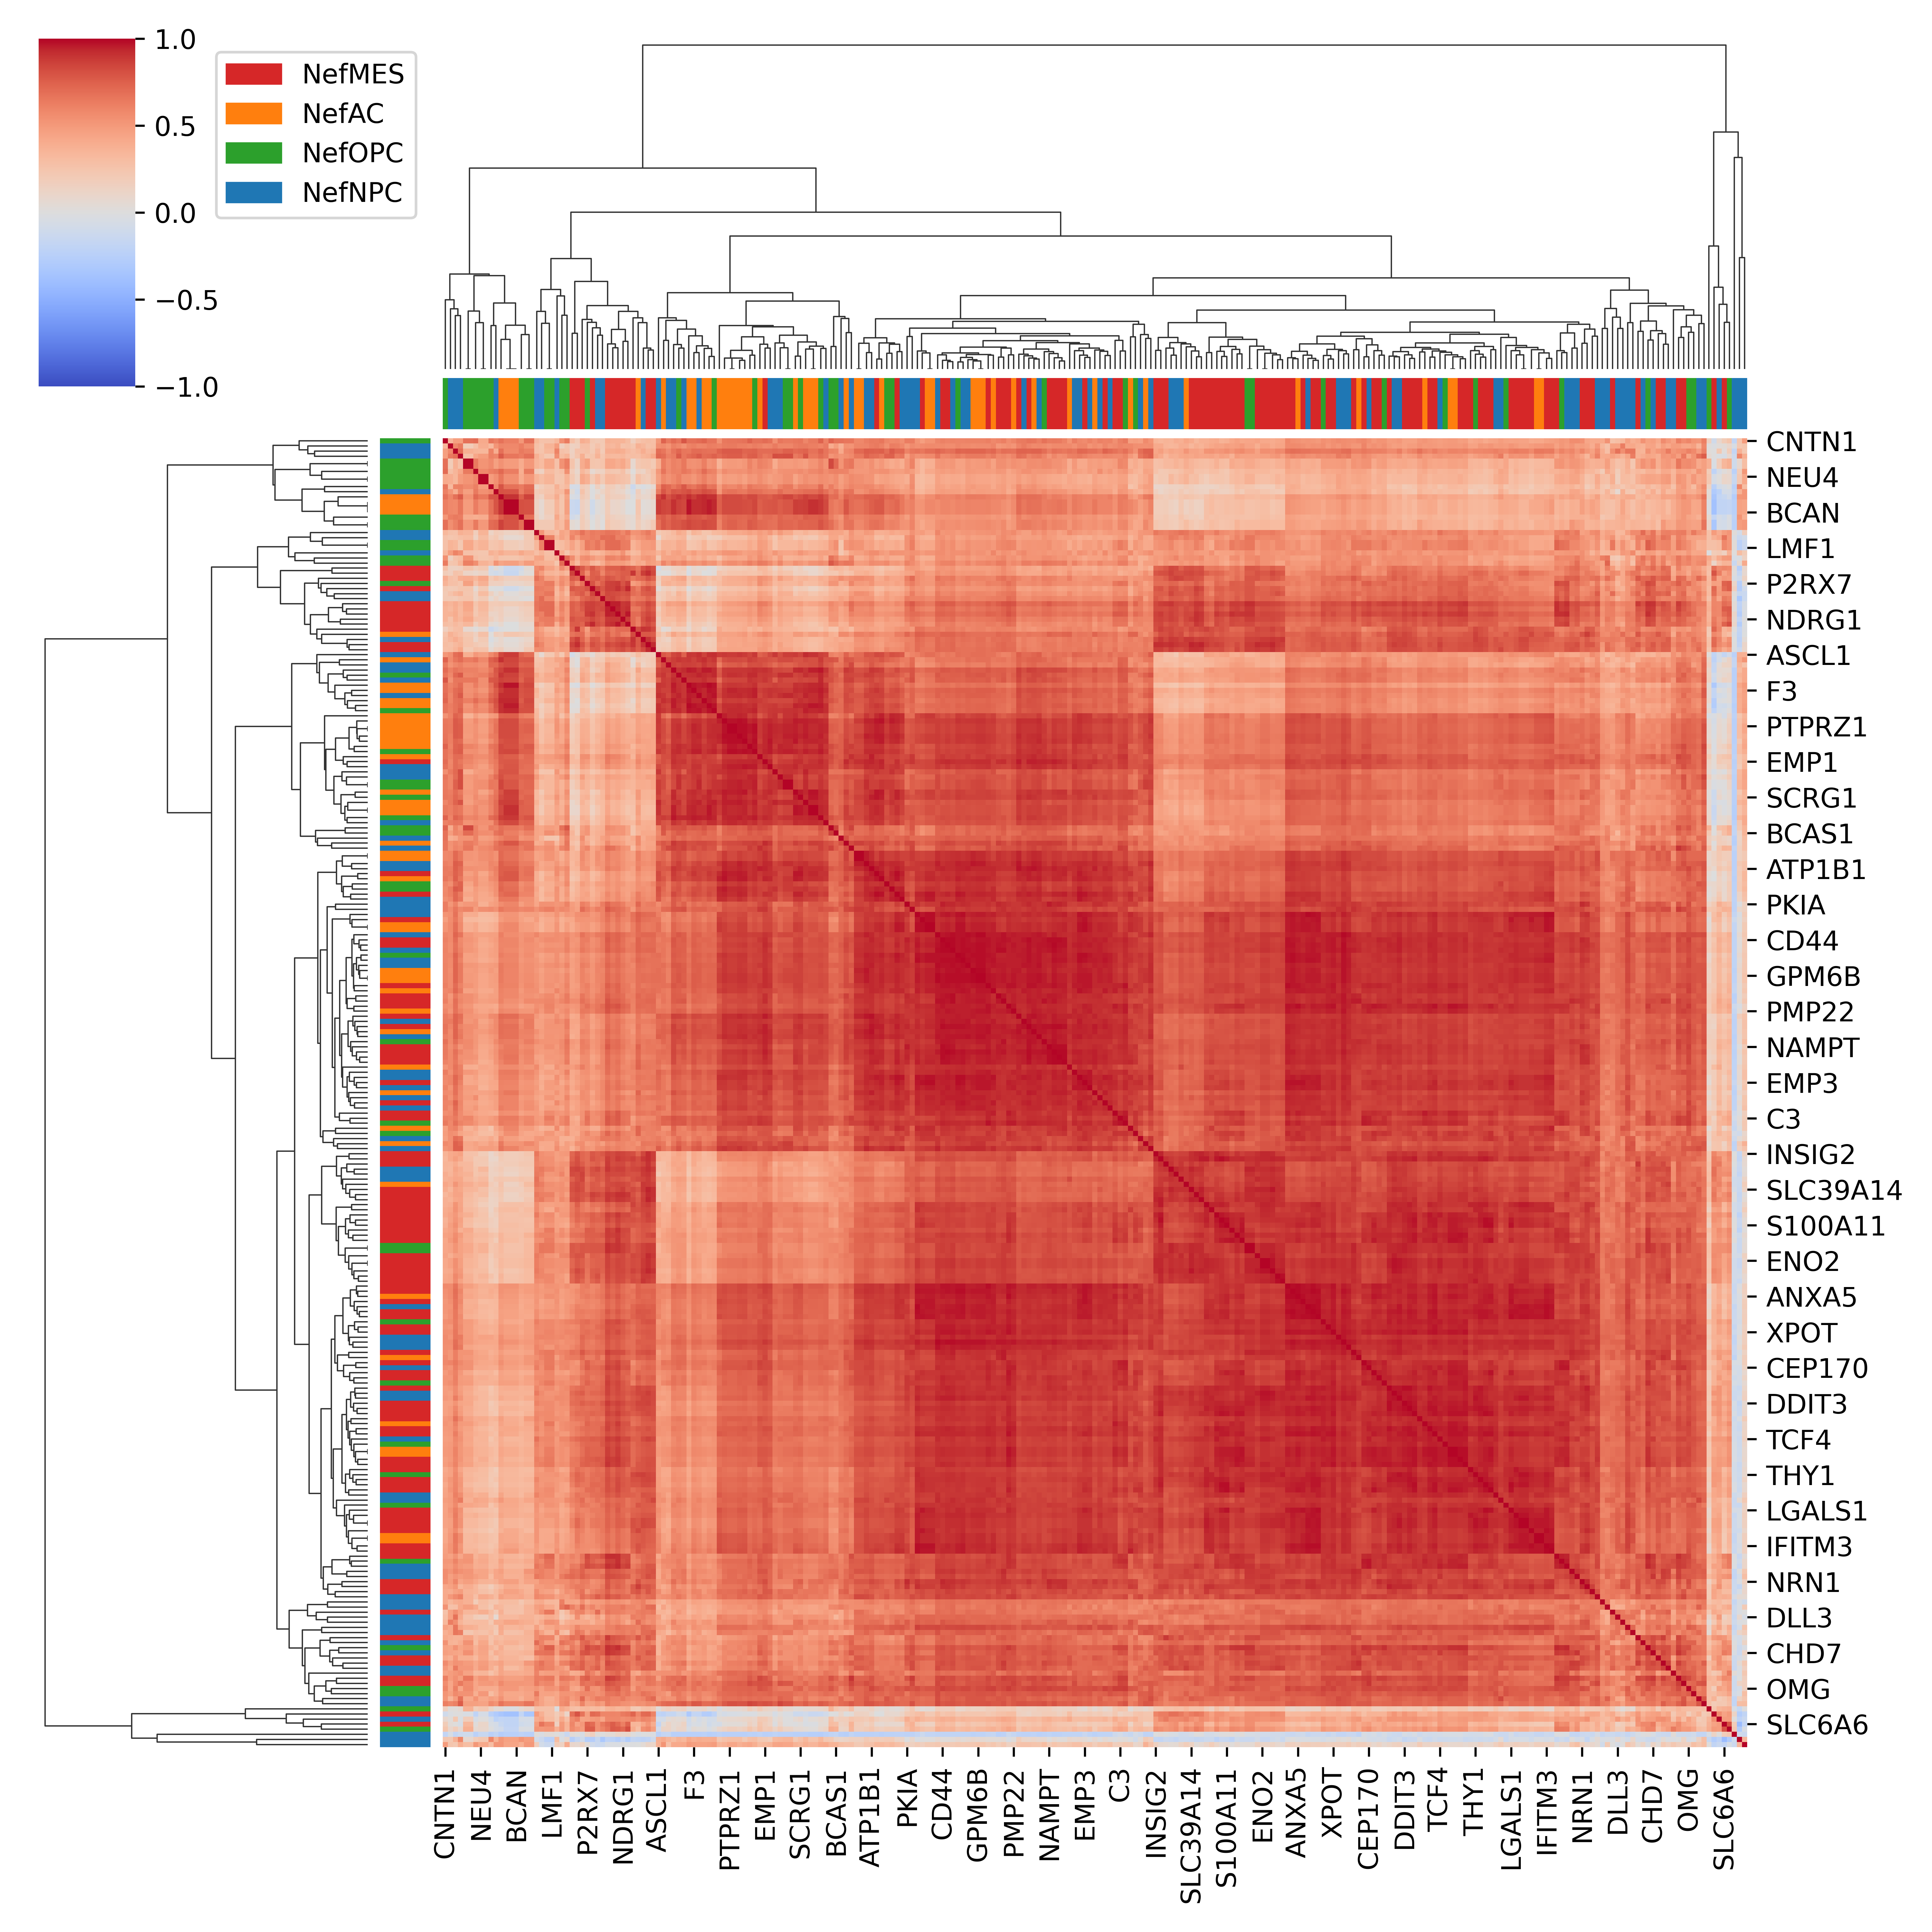 1.0
0.5
0.0
−0.5
−1.0
NefMES
NefAC
NefOPC
NefNPC
CNTN1
NEU4
BCAN
LMF1
P2RX7
NDRG1
ASCL1
F3
PTPRZ1
EMP1
SCRG1
BCAS1
ATP1B1
PKIA
CD44
GPM6B
PMP22
NAMPT
EMP3
C3
INSIG2
SLC39A14
S100A11
ENO2
ANXA5
XPOT
CEP170
DDIT3
TCF4
THY1
LGALS1
IFITM3
NRN1
DLL3
CHD7
OMG
SLC6A6
CNTN1
NEU4
BCAN
LMF1
P2RX7
NDRG1
ASCL1
F3
PTPRZ1
EMP1
SCRG1
BCAS1
ATP1B1
PKIA
CD44
GPM6B
PMP22
NAMPT
EMP3
C3
INSIG2
SLC39A14
S100A11
ENO2
ANXA5
XPOT
CEP170
DDIT3
TCF4
THY1
LGALS1
IFITM3
NRN1
DLL3
CHD7
OMG
SLC6A6